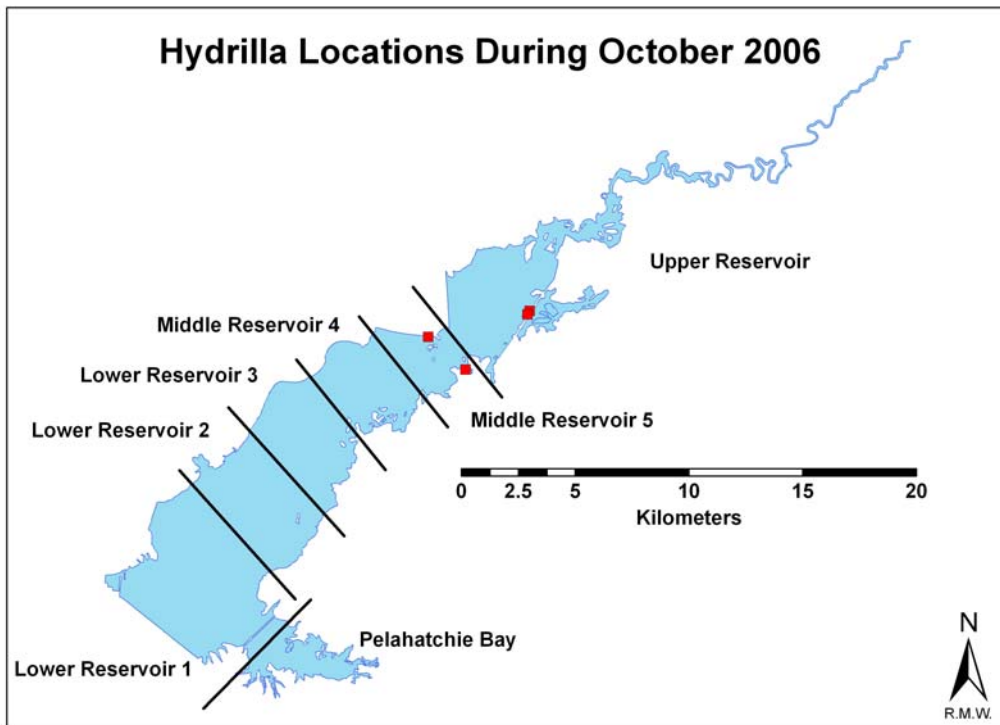 Hydrilla Locations During October 2006
Upper Reservoir
Middle Reservoir 4
Lower Reservoir 3
Middle Reservoir 5
Lower Reservoir 2
0 2.5 5 10 15 20
Kilometers
Pelahatchie Bay
Lower Reservoir 1
N
R.M.W.